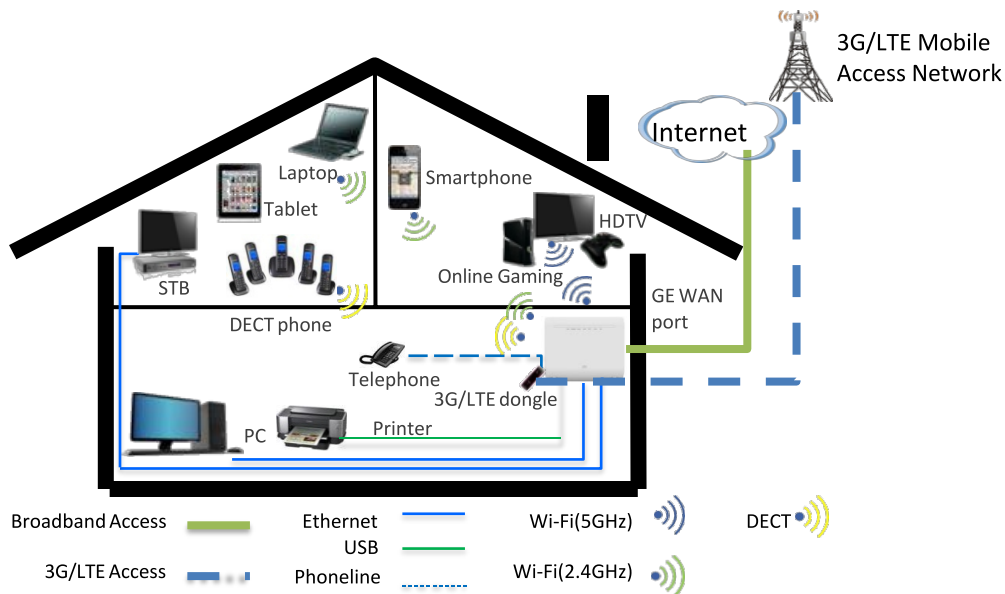 3G/LTE Mobile
Access Network
Internet
Laptop
Smartphone
Tablet
HDTV
Online Gaming
STB
GE WAN
port
DECT phone
Telephone
3G/LTE dongle
PC
Printer
Broadband Access
Ethernet
Wi-Fi(5GHz)
DECT
USB
3G/LTE Access
Phoneline
Wi-Fi(2.4GHz)